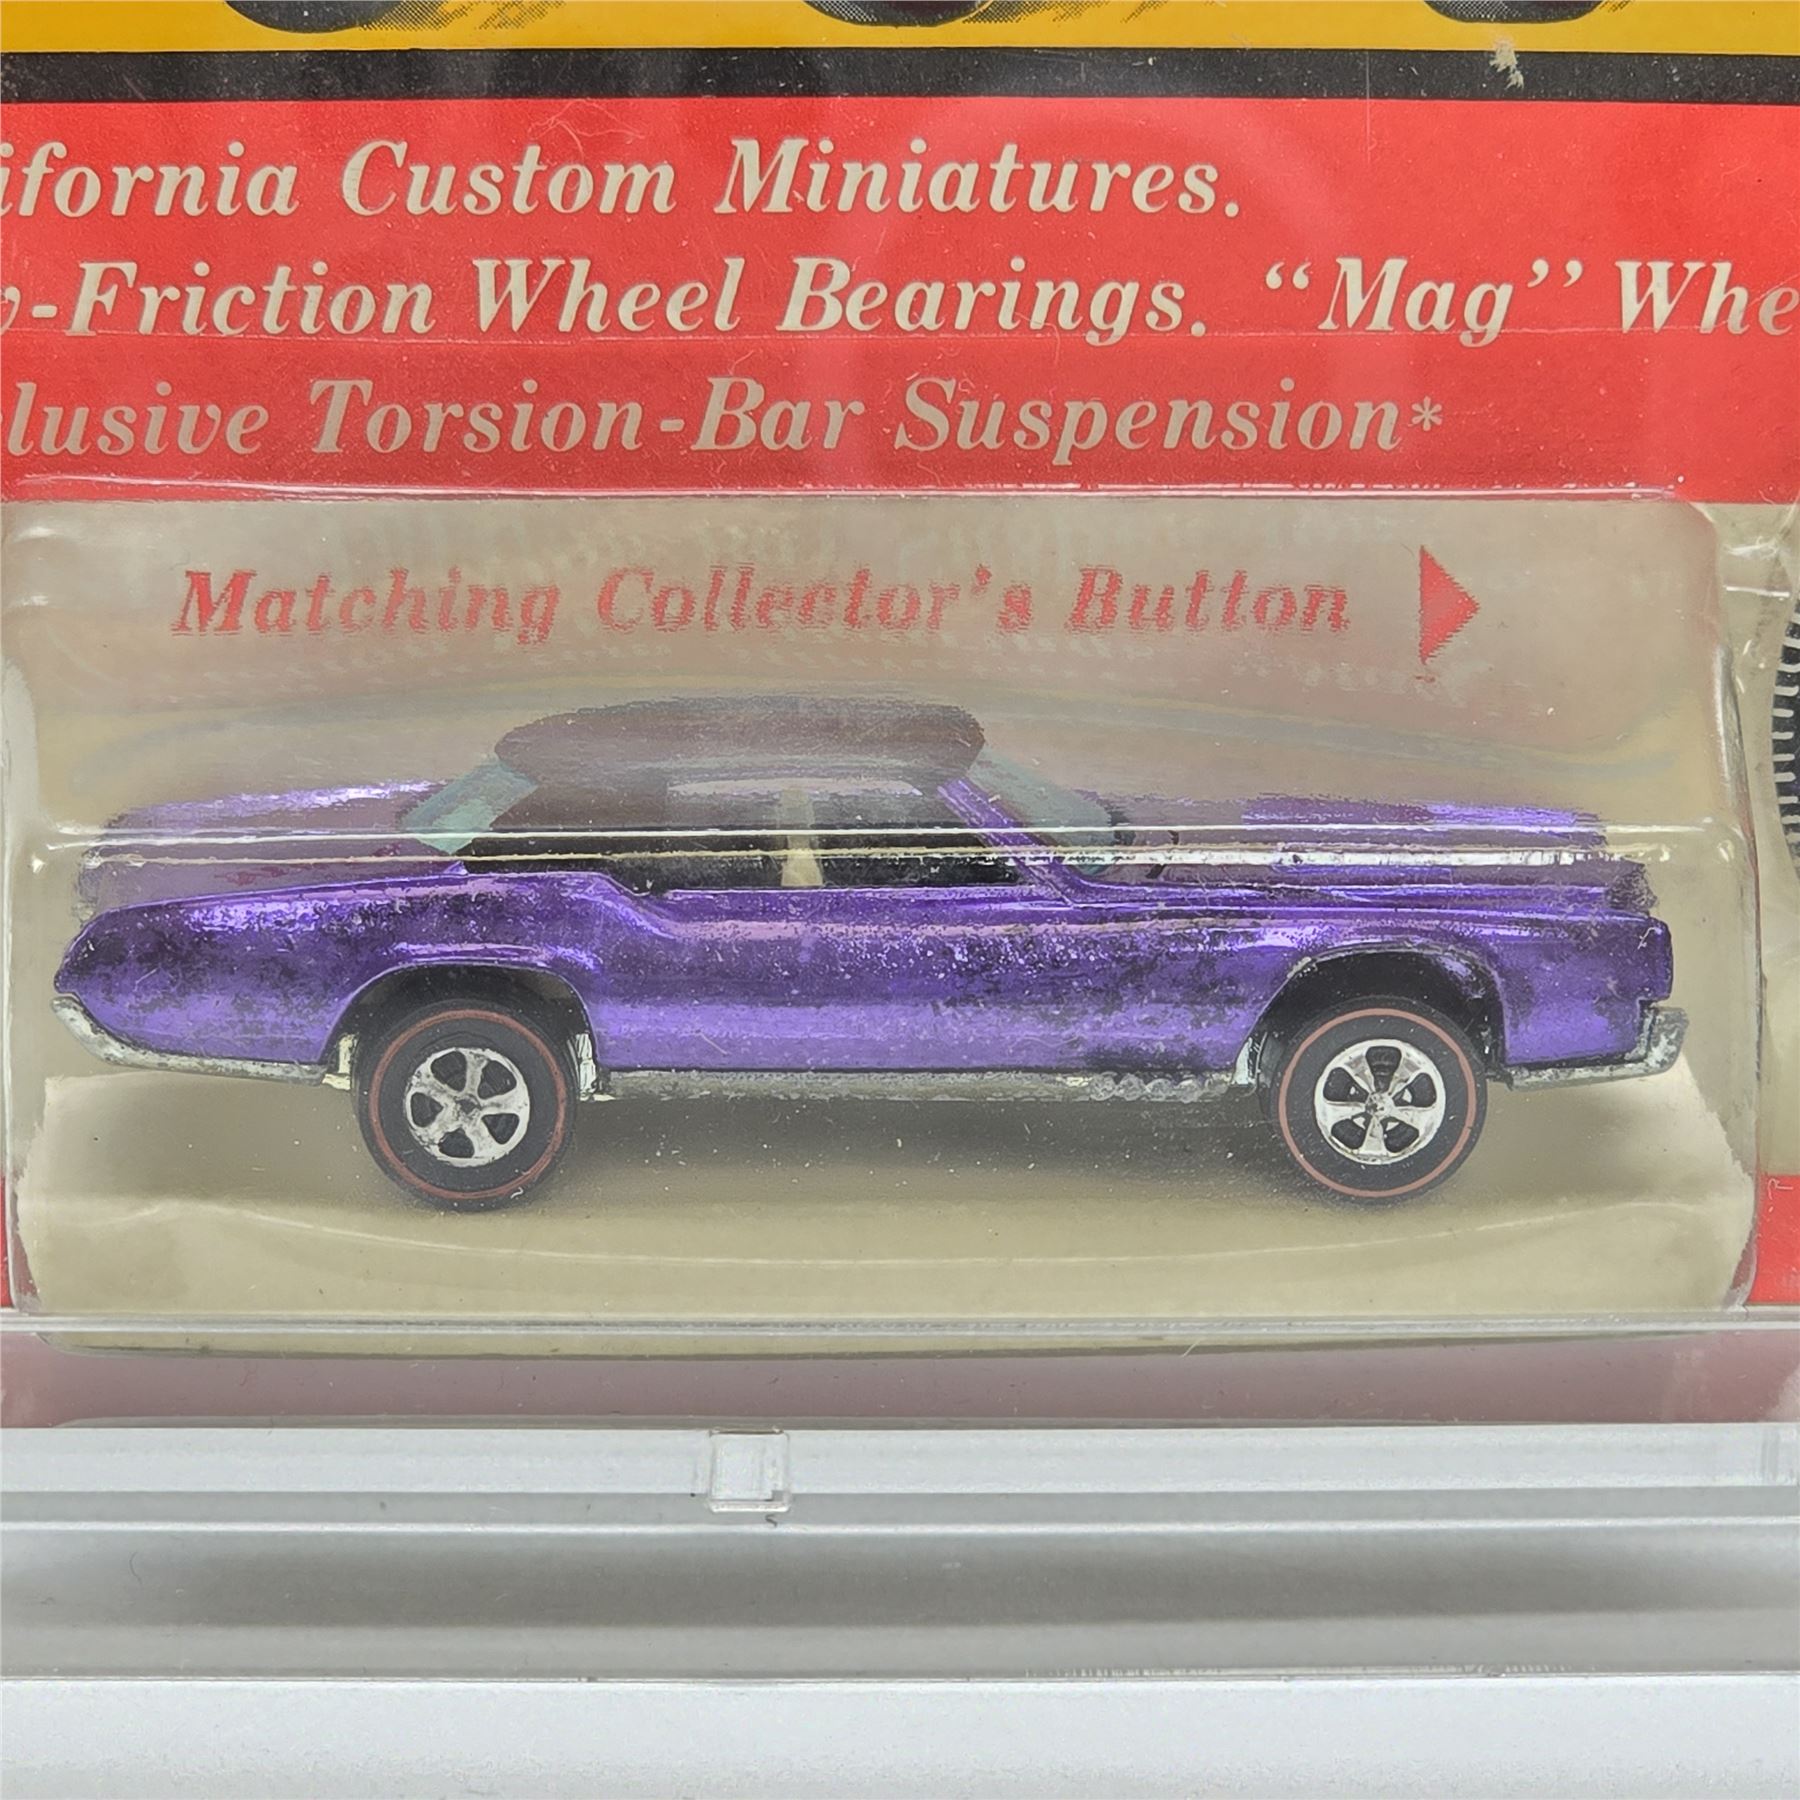 ifornia Custom Miniatures.
-Friction Wheel Bearings. “Mag” Whe
lusive Torsion-Bar Suspension*
Matching Collector's Button